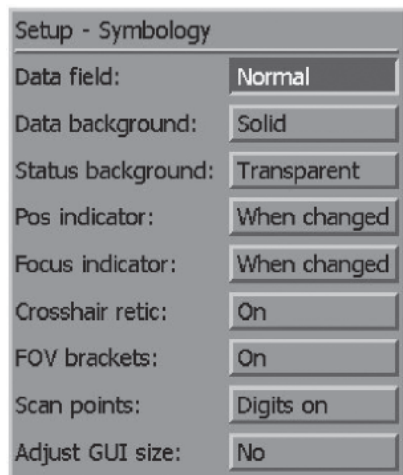 Setup - Symbology
Data field: Normal
Data background: Solid
Status background: Transparent
Pos indicator: When changed
Focus indicator: When changed
Crosshair retic: On
FOV brackets: On
Scan points: Digits on
Adjust GUI size: No